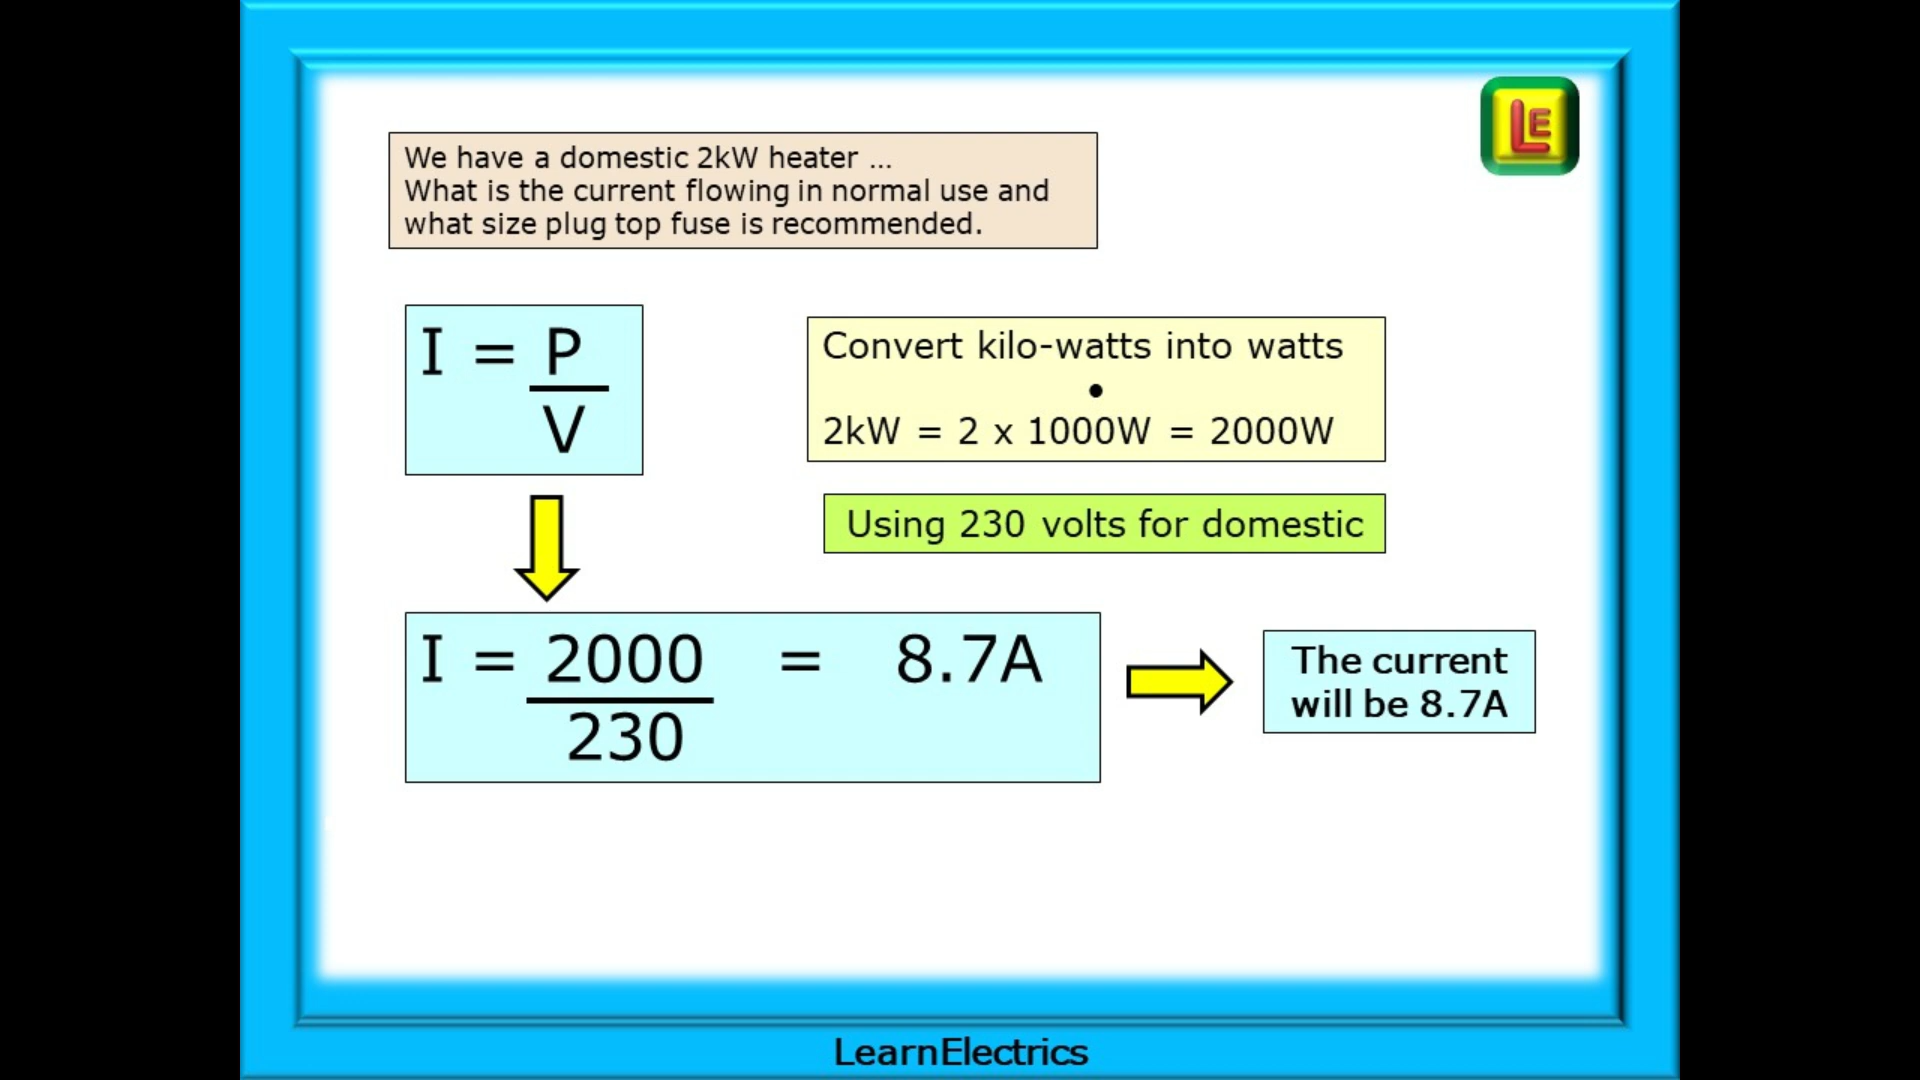 LE
We have a domestic 2kW heater ...
What is the current flowing in normal use and
what size plug top fuse is recommended.
I = P
V
Convert kilo-watts into watts
•
2kW = 2 x 1000W = 2000W
Using 230 volts for domestic
I = 2000 = 8.7A
230
The current
will be 8.7A
LearnElectrics